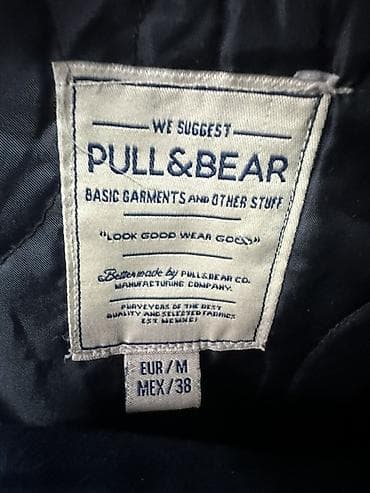 WE SUGGEST
PULL&BEAR
BASIC GARMENTS AND OTHER STUFF
"LOOK GOOD WEAR GOOD"
Better made by PULL&BEAR CO.
MANUFACTURING COMPANY.
PURVEYORS OF THE BEST
QUALITY AND SELECTED FABRICS
EST
EUR/M
MEX/38